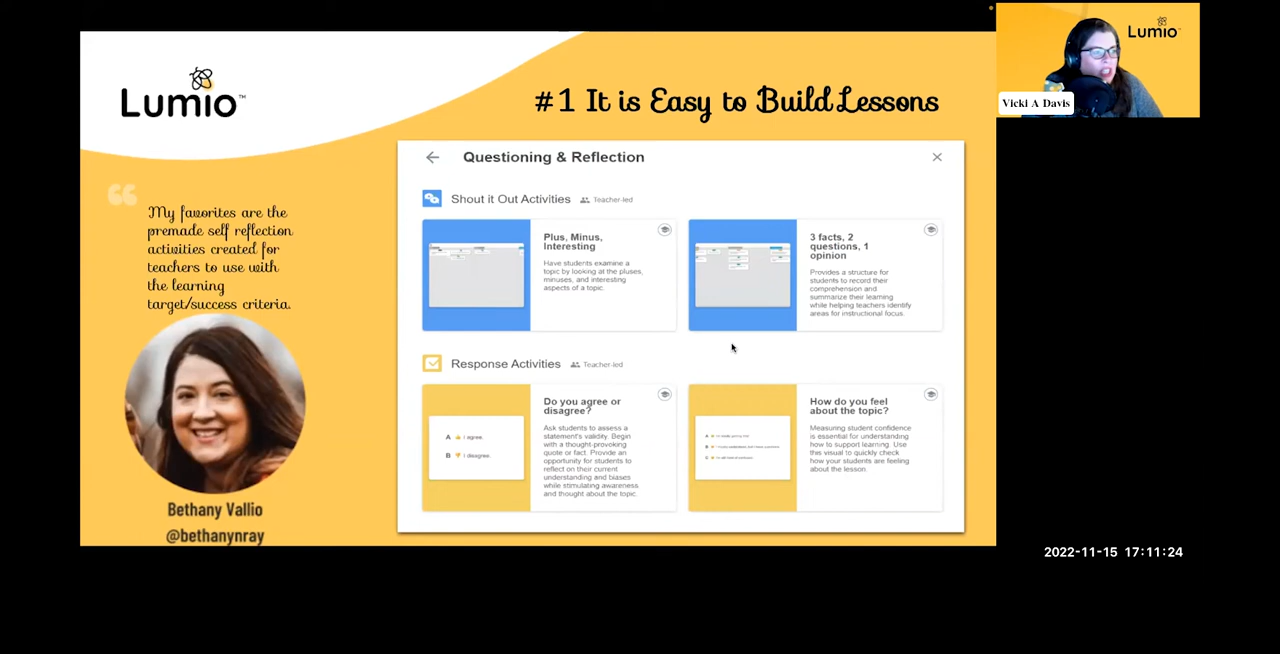 Lumio™
#1 It is Easy to Build Lessons
Lumio™
Vicki A Davis
“
My favorites are the
premade self reflection
activities created for
teachers to use with
the learning
target/success criteria.
Bethany Vallio
@bethanynray
← Questioning & Reflection ×
Shout it Out Activities Teacher-led
Plus, Minus,
Interesting
Have students examine a
topic by looking at the pluses,
minuses, and interesting
aspects of a topic.
3 facts, 2
questions, 1
opinion
Provides a structure for
students to record their
comprehension and
summarize their learning
while helping teachers identify
areas for instructional focus.
Response Activities Teacher-led
A I agree.
B I disagree.
Do you agree or
disagree?
Ask students to assess a
statement's validity. Begin
with a thought-provoking
quote or fact. Provide an
opportunity for students to
reflect on their current
understanding and biases
while stimulating awareness
and thought about the topic.
How do you feel
about the topic?
Measuring student confidence
is essential for understanding
how to support learning. Use
this visual to quickly check
how your students are feeling
about the lesson.
2022-11-15 17:11:24